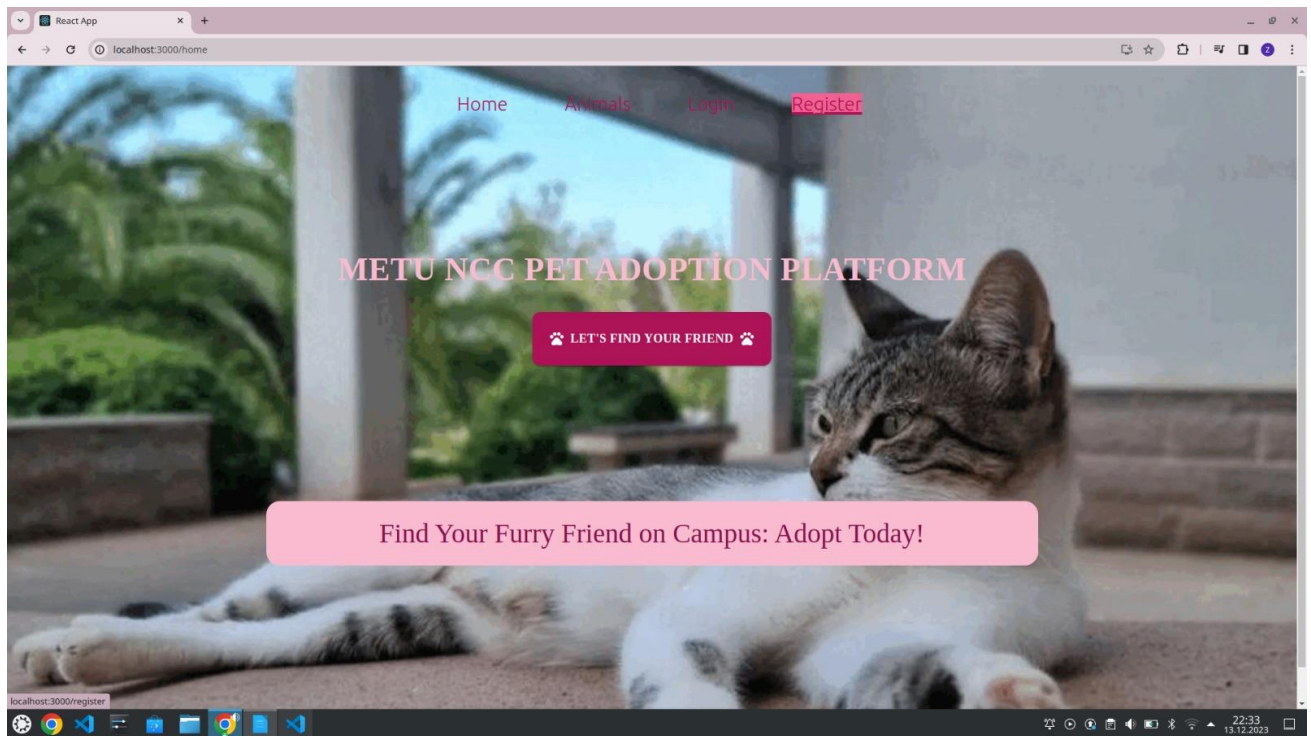 React App
localhost:3000/home
Z
Home Animals Login Register
METU NCC PET ADOPTİON PLATFORM
LET'S FIND YOUR FRIEND
Find Your Furry Friend on Campus: Adopt Today!
localhost:3000/register
22:33
13.12.2023